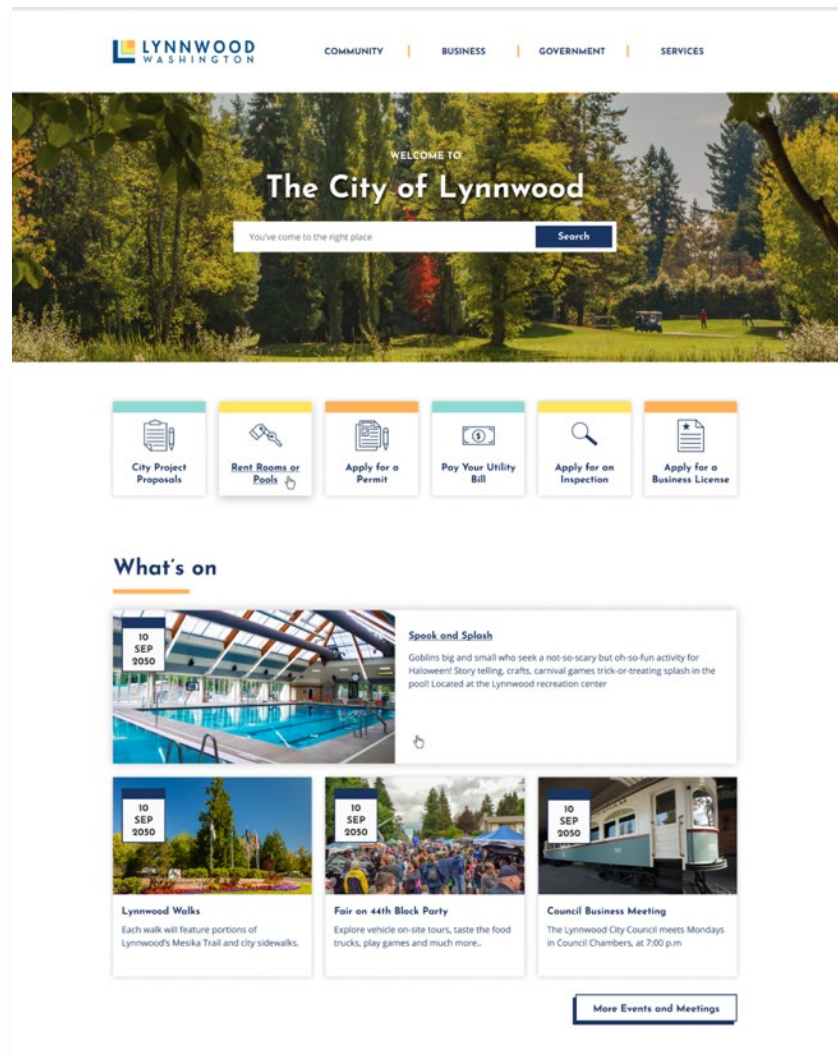 LYNNWOOD
WASHINGTON
COMMUNITY
BUSINESS
GOVERNMENT
SERVICES
WELCOME TO
The City of Lynnwood
You've come to the right place
Search
City Project
Proposals
Rent Rooms or
Pools
Apply for a
Permit
Pay Your Utility
Bill
Apply for an
Inspection
Apply for a
Business License
What's on
10
SEP
2050
Spook and Splash
Goblins big and small who seek a not-so-scary but oh-so-fun activity for
Haloween! Story telling, crafts, carnival games trick-or-treating splash in the
pool! Located at the Lynnwood recreation center
10
SEP
2050
Lynnwood Walks
Each walk will feature portions of
Lynnwood's Mesika Trail and city sidewalks.
10
SEP
2050
Fair on 44th Block Party
Explore vehicle on-site tours, taste the food
trucks, play games and much more..
10
SEP
2050
Council Business Meeting
The Lynnwood City Council meets Mondays
in Council Chambers, at 7:00 p.m
More Events and Meetings